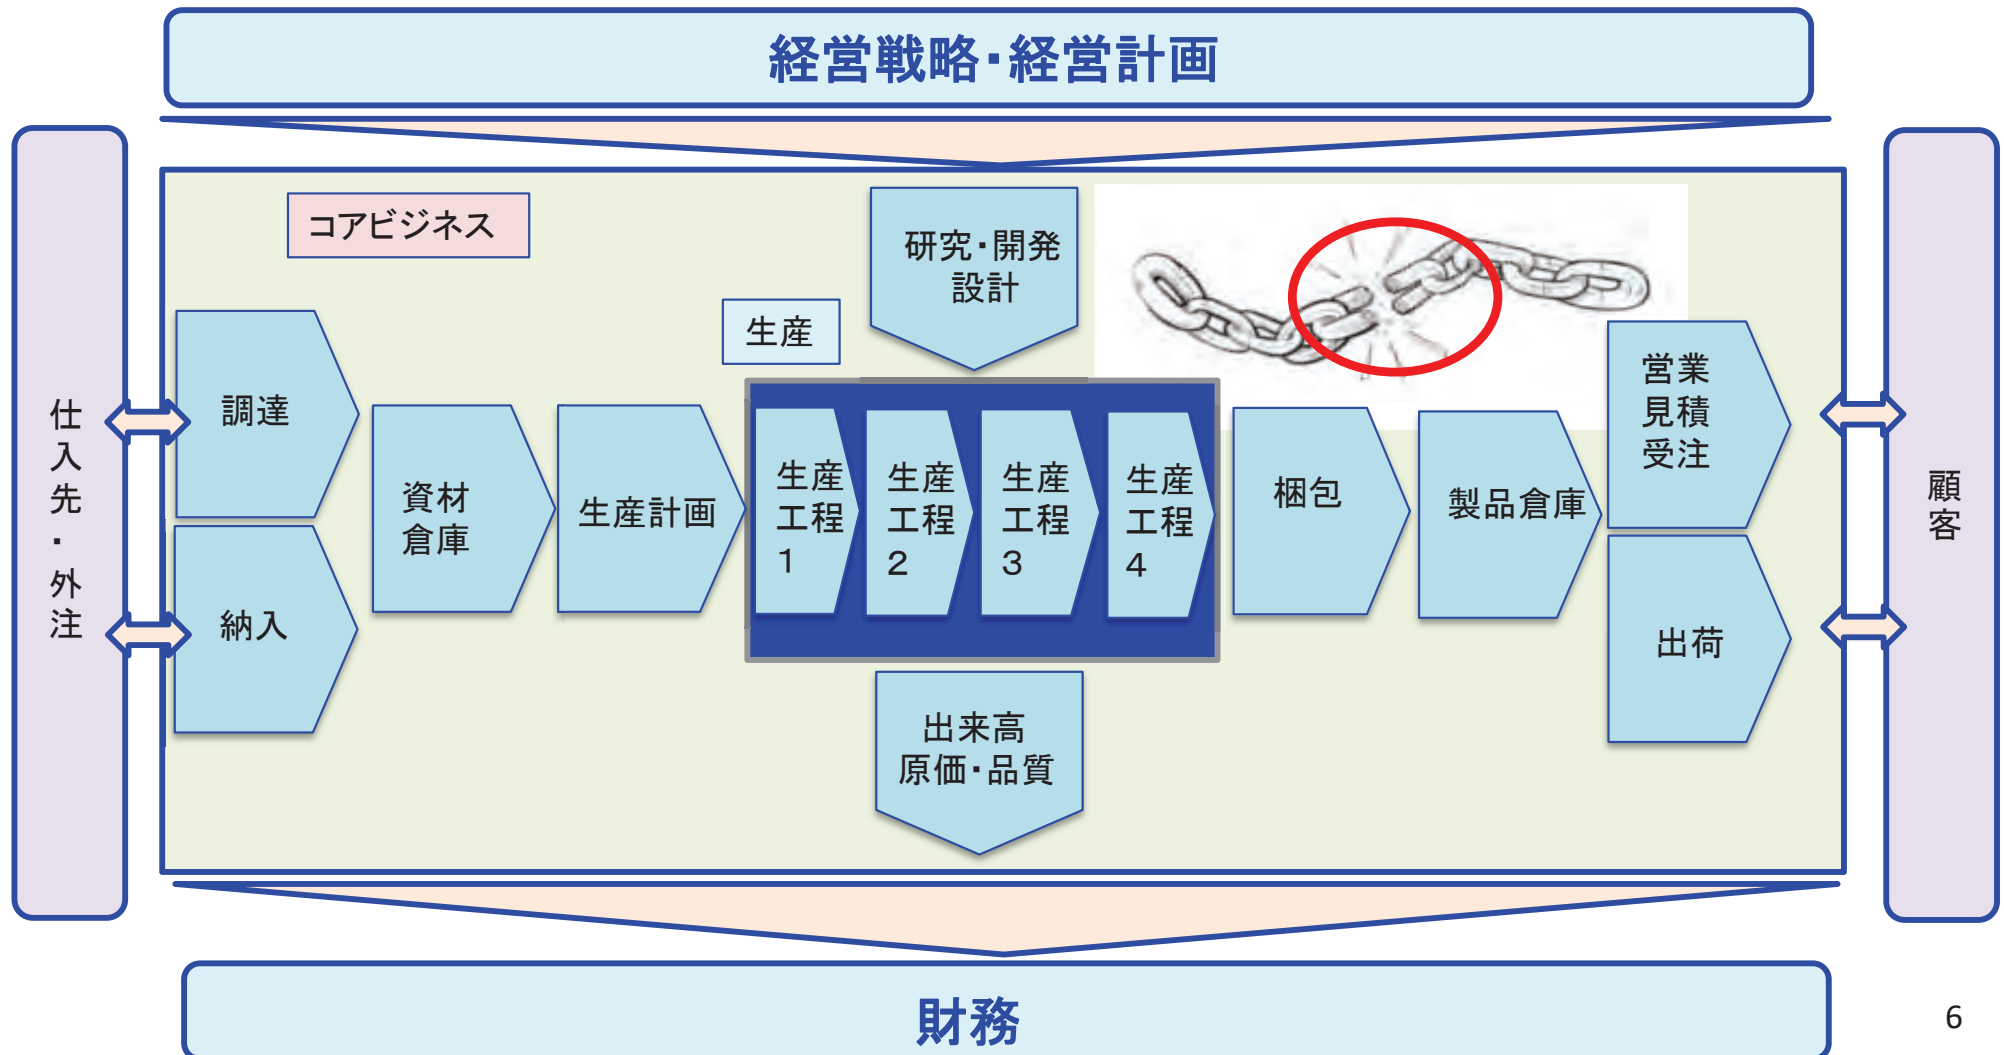 経営戦略・経営計画
仕入先・外注
コアビジネス
研究・開発
設計
生産
調達
納入
資材
倉庫
生産計画
生産
工程
1
生産
工程
2
生産
工程
3
生産
工程
4
梱包
製品倉庫
営業
見積
受注
出荷
顧客
出来高
原価・品質
財務
6